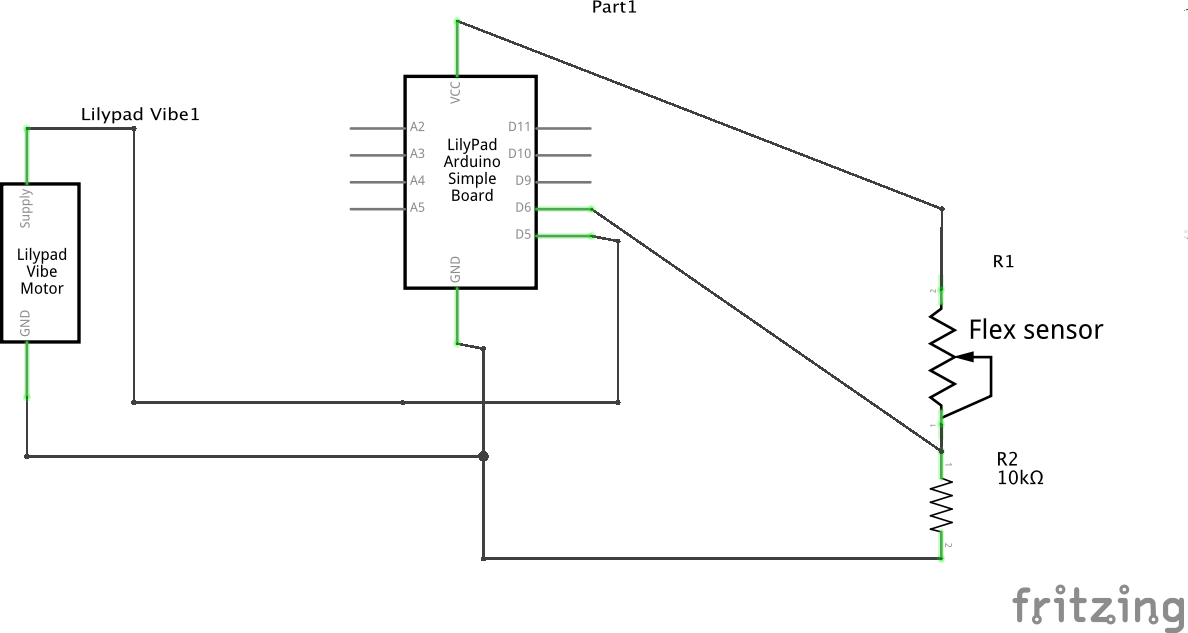 Part1
VCC
Lilypad Vibe1
A2
D11
A3
D10
A4
D9
A5
D6
D5
LilyPad
Arduino
Simple
Board
GND
Supply
Lilypad
Vibe
Motor
GND
R1
2
Flex sensor
1
R2
10kΩ
1
2
fritzing